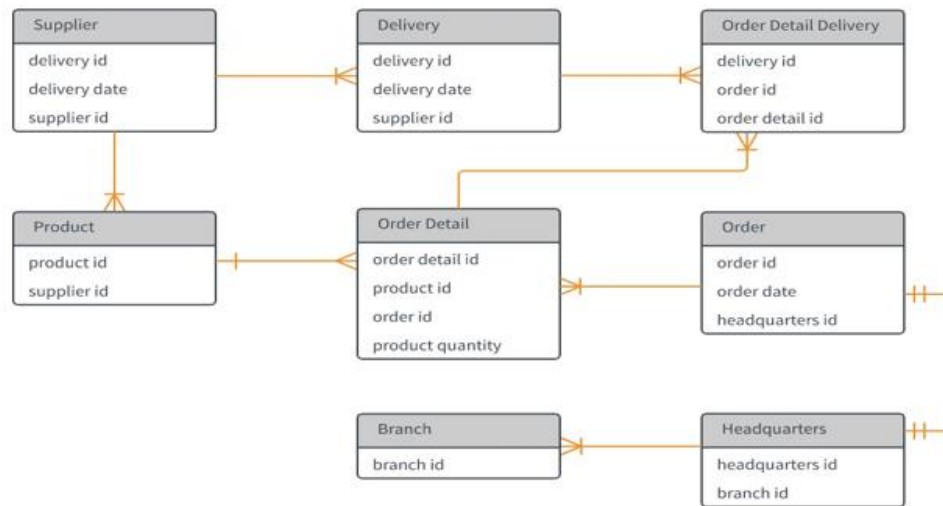 Supplier
delivery id
delivery date
supplier id
Delivery
delivery id
delivery date
supplier id
Order Detail Delivery
delivery id
order id
order detail id
Product
product id
supplier id
Order Detail
order detail id
product id
order id
product quantity
Order
order id
order date
headquarters id
Branch
branch id
Headquarters
headquarters id
branch id